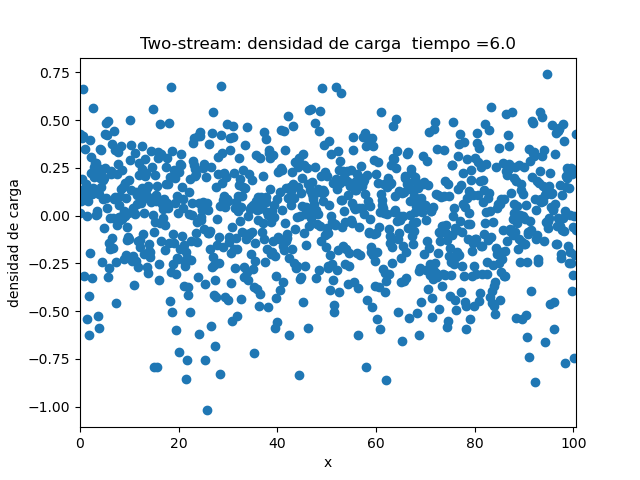 Two-stream: densidad de carga  tiempo =6.0
densidad de carga
0.75
0.50
0.25
0.00
−0.25
−0.50
−0.75
−1.00
0 20 40 60 80 100
x